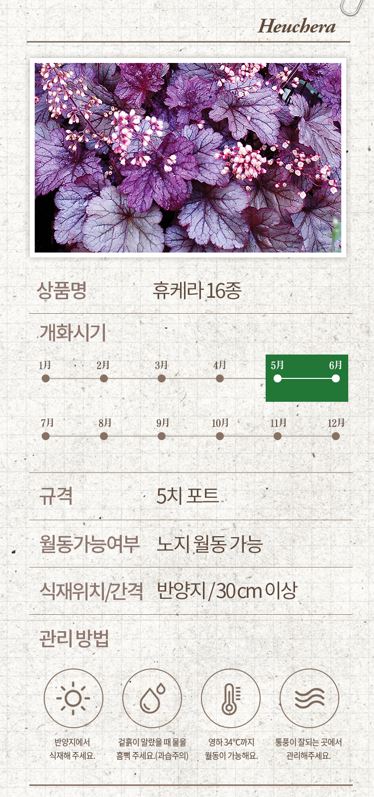 Heuchera
상품명 휴케라 16종
개화시기
1月 2月 3月 4月 5月 6月
7月 8月 9月 10月 11月 12月
규격 5치 포트
월동가능여부 노지 월동 가능
식재위치/간격 반양지/30cm 이상
관리 방법
반양지에서
식재해 주세요.
겉흙이 말랐을 때 물을
흠뻑 주세요.(과습주의)
영하 34℃까지
월동이 가능해요.
통풍이 잘되는 곳에서
관리해주세요.